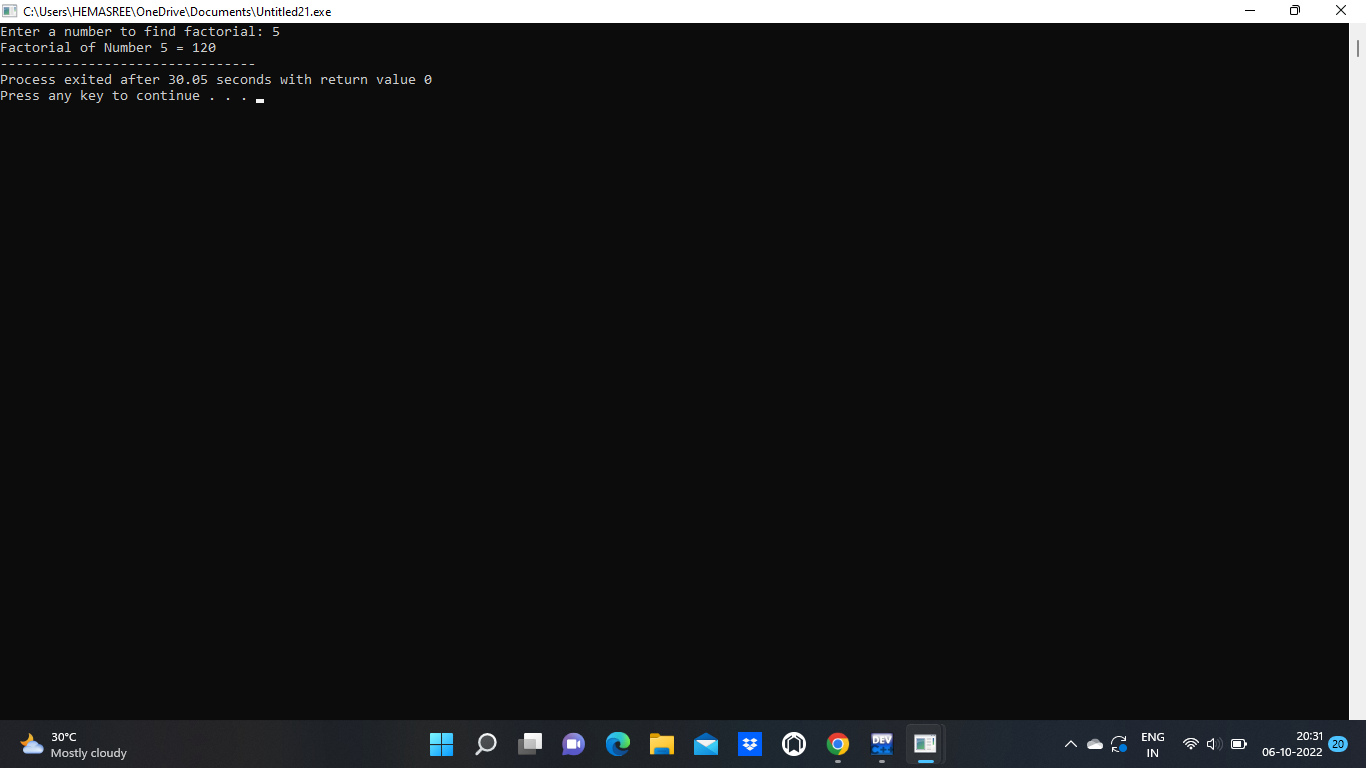 C:\Users\HEMASREE\OneDrive\Documents\Untitled21.exe
Enter a number to find factorial: 5
Factorial of Number 5 = 120
--------------------------------
Process exited after 30.05 seconds with return value 0
Press any key to continue . . .
30°C
Mostly cloudy
DEV
C++
ENG
IN
20:31
06-10-2022
20